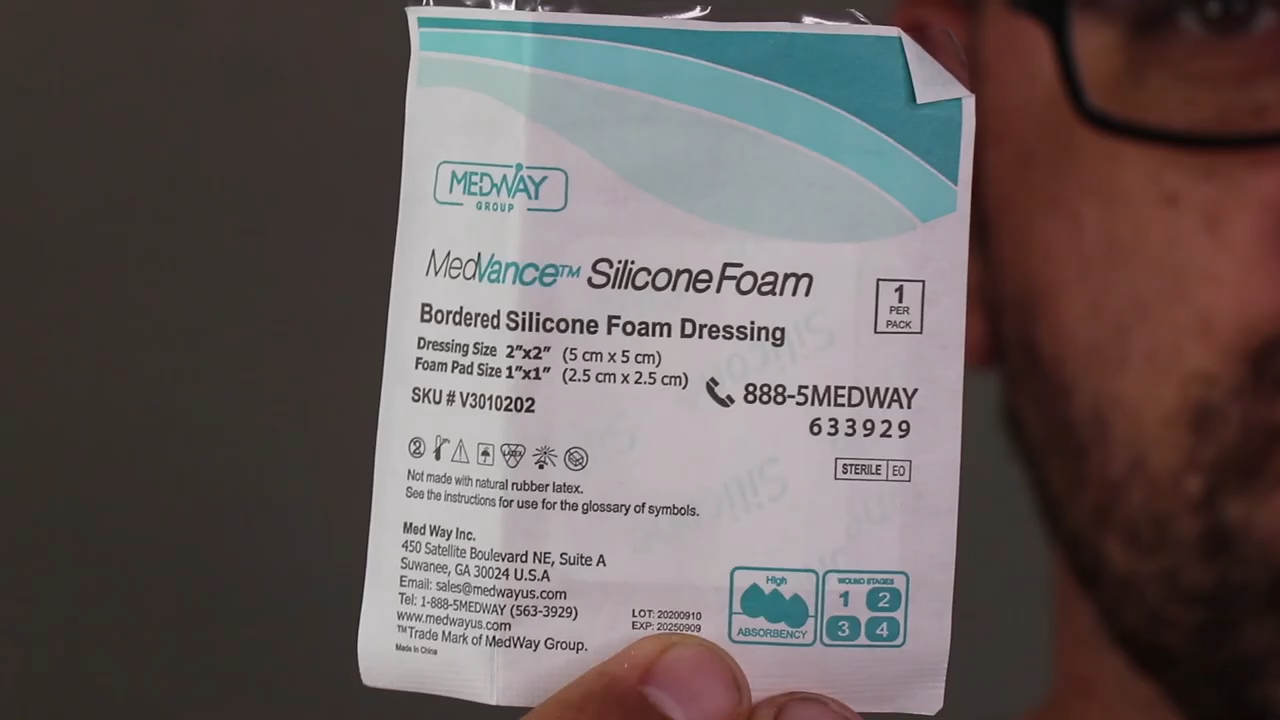 MEDWAY
GROUP
MedVance™ Silicone Foam
1
PER
PACK
Bordered Silicone Foam Dressing
Dressing Size 2"x2" (5 cm x 5 cm)
Foam Pad Size 1"x1" (2.5 cm x 2.5 cm)
SKU # V3010202
888-5MEDWAY
633929
STERILE EO
2
LATEX
Not made with natural rubber latex.
See the instructions for use for the glossary of symbols.
Med Way Inc.
450 Satellite Boulevard NE, Suite A
Suwanee, GA 30024 U.S.A
Email: sales@medwayus.com
Tel: 1-888-5MEDWAY (563-3929)
www.medwayus.com
™Trade Mark of MedWay Group.
Made In China
LOT: 20200910
EXP: 20250909
High
ABSORBENCY
WOUND STAGES
1 2
3 4